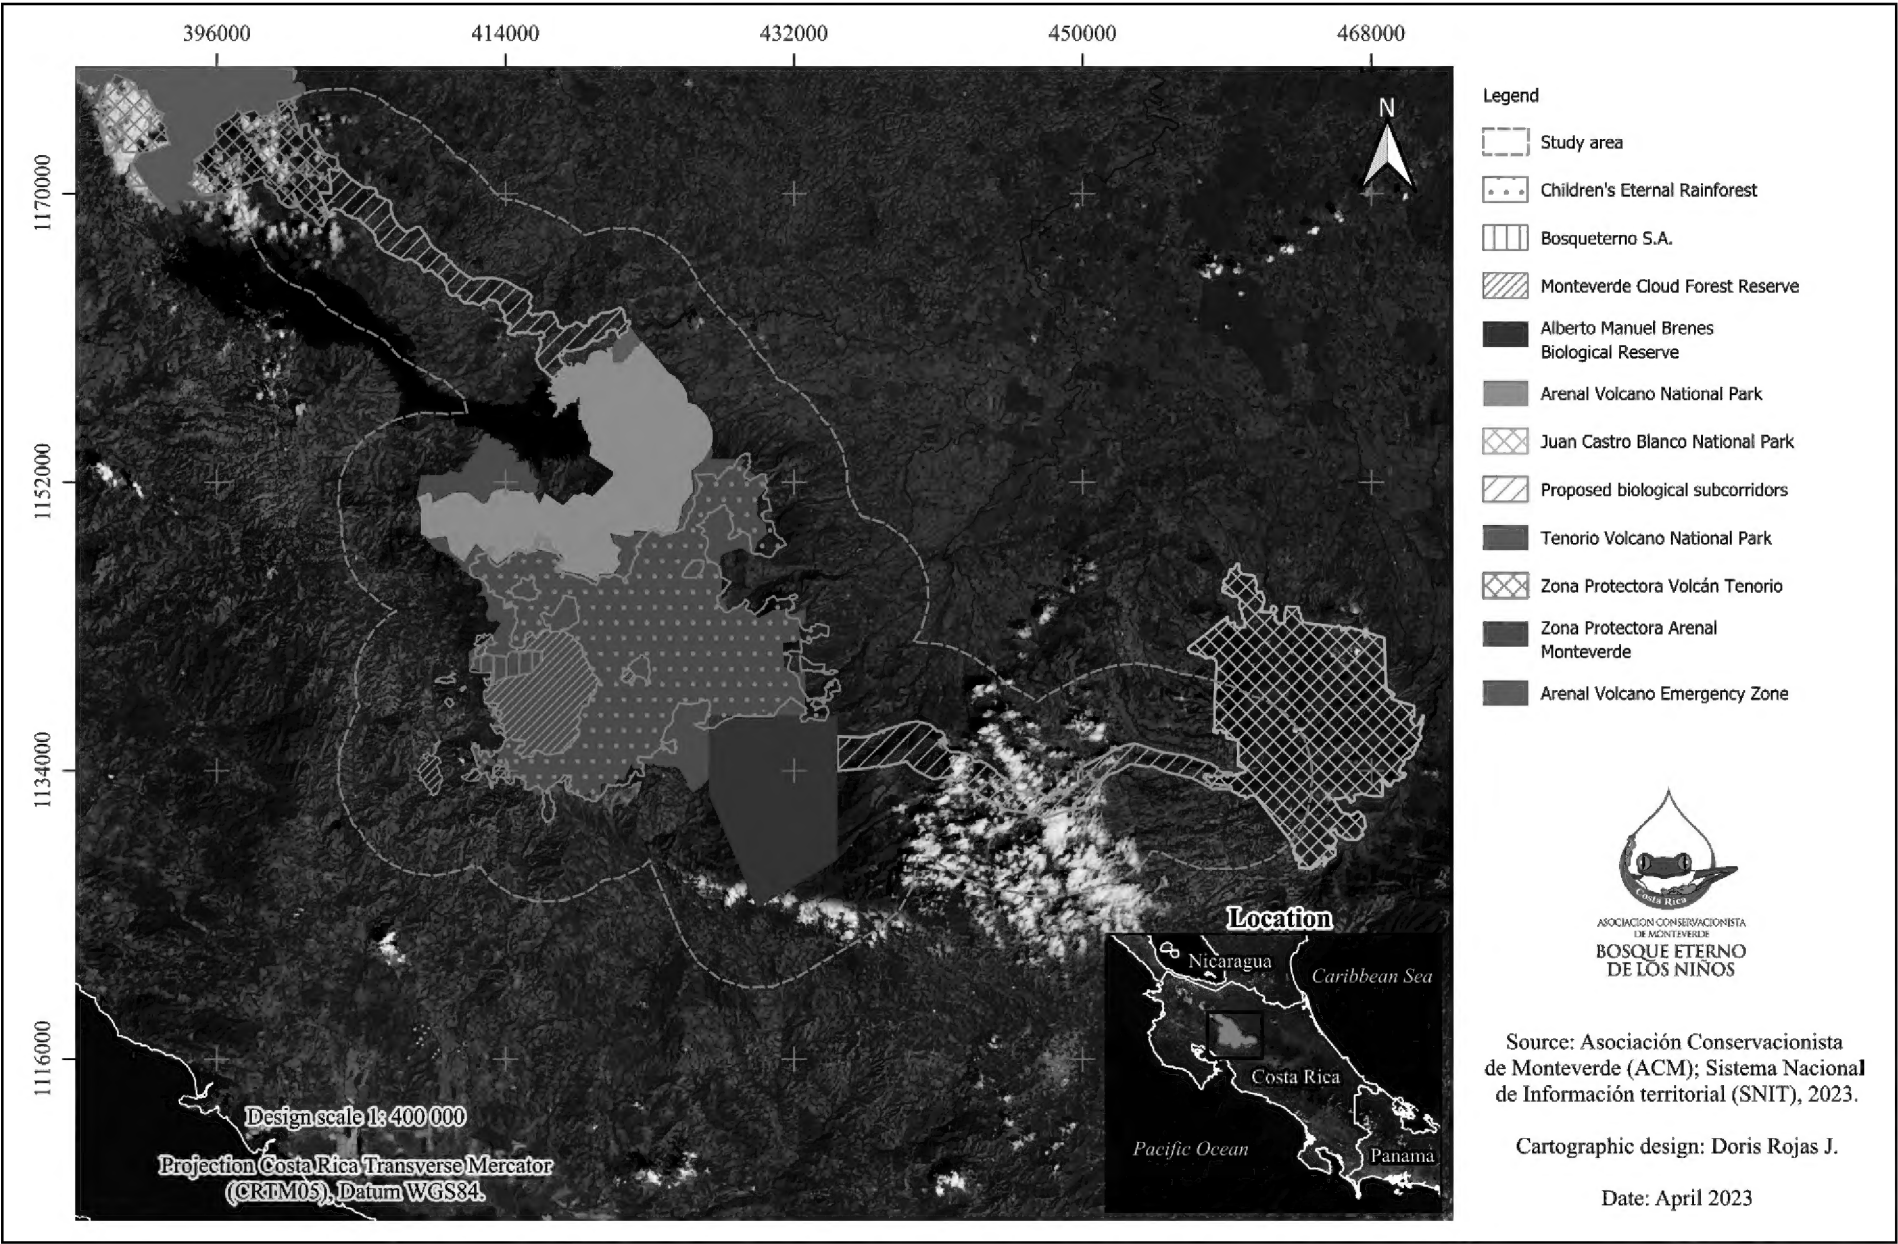 396000 414000 432000 450000 468000
1170000
1152000
1134000
1116000
N
Legend
Study area
Children's Eternal Rainforest
Bosqueterno S.A.
Monteverde Cloud Forest Reserve
Alberto Manuel Brenes
Biological Reserve
Arenal Volcano National Park
Juan Castro Blanco National Park
Proposed biological subcorridors
Tenorio Volcano National Park
Zona Protectora Volcán Tenorio
Zona Protectora Arenal
Monteverde
Arenal Volcano Emergency Zone
Costa Rica
ASOCIACION CONSERVACIONISTA
DE MONTEVERDE
BOSQUE ETERNO
DE LOS NIÑOS
Source: Asociación Conservacionista
de Monteverde (ACM); Sistema Nacional
de Información territorial (SNIT), 2023.
Cartographic design: Doris Rojas J.
Date: April 2023
Location
Nicaragua
Caribbean Sea
Costa Rica
Pacific Ocean
Panamá
Design scale 1: 400 000
Projection Costa Rica Transverse Mercator
(CRTM05), Datum WGS84.